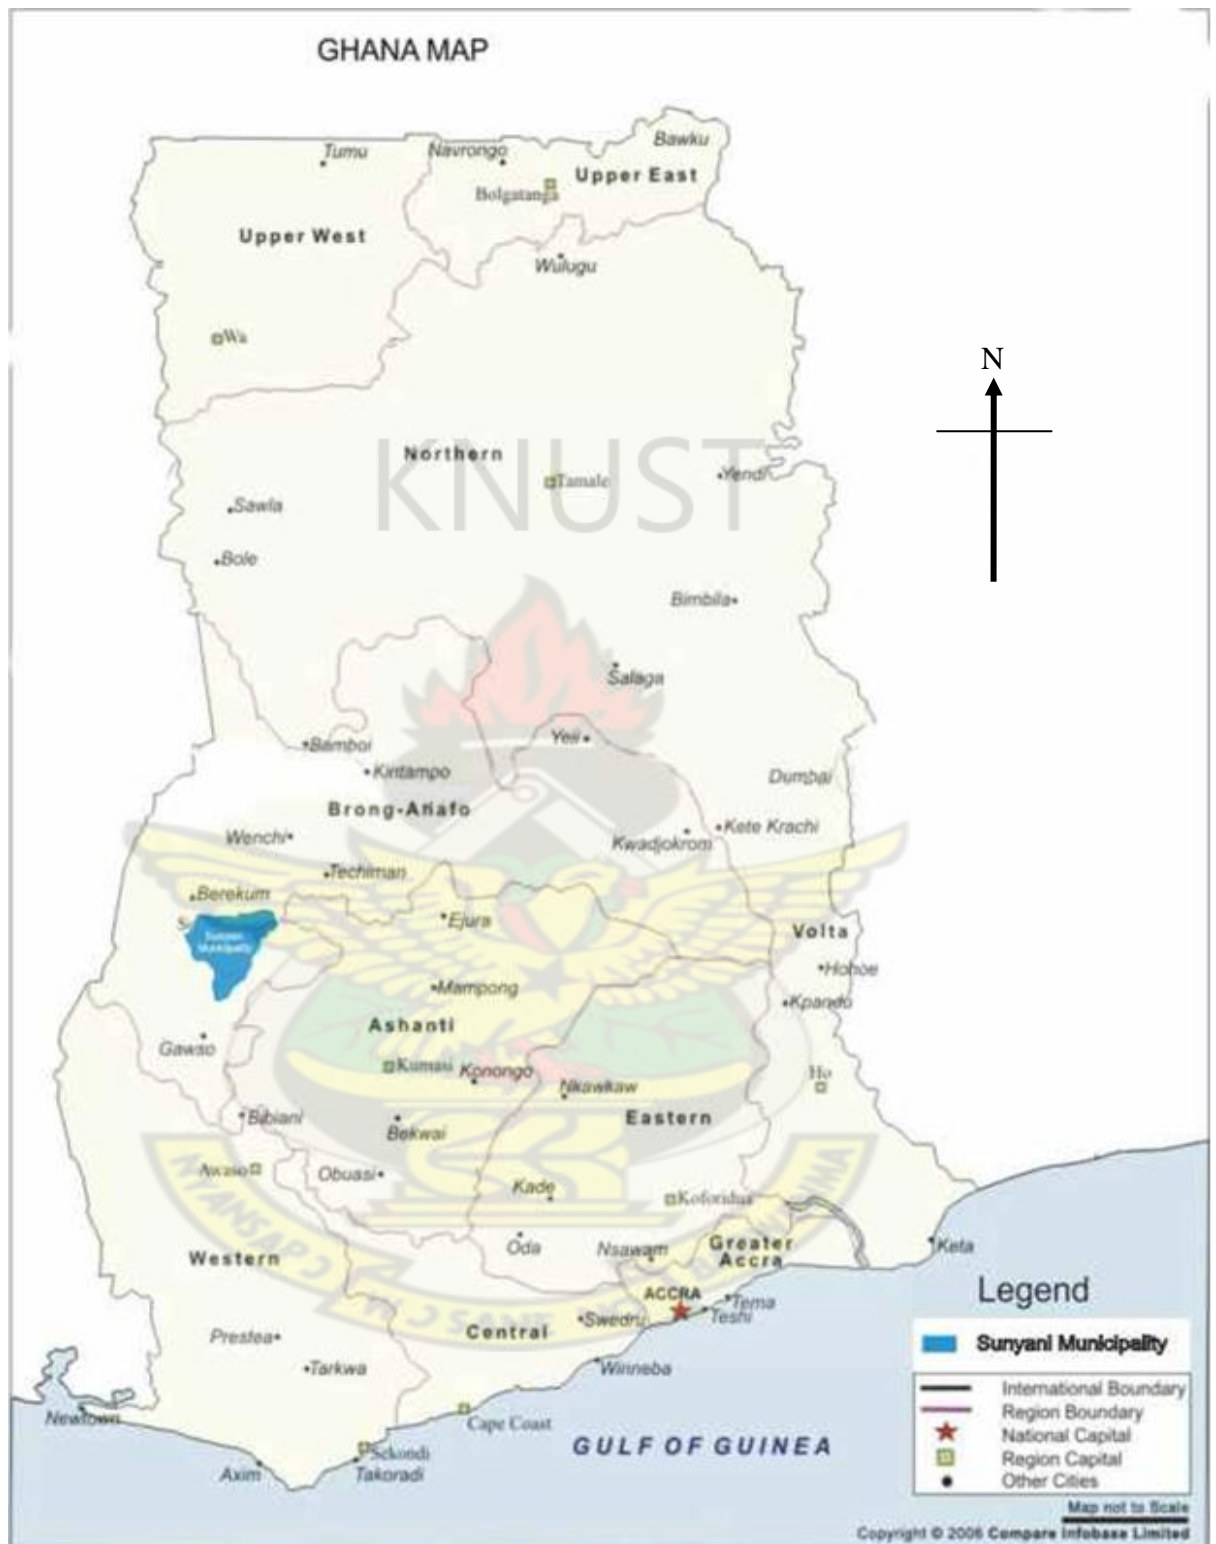 GHANA MAP
Bawku
Tumu
Navrongo
Upper East
Bolgatanga
Upper West
Wulugu
Wa
N
KNUST
Northern
Tamale
Yendi
Sawla
Bole
Bimbila
Salaga
Yeji
Bamboi
Kintampo
Dumbai
Brong-Ahafo
Wenchi
Kwadjokrom
Kete Krachi
Techiman
Berekum
Ejura
Sunyani
Municipality
Volta
Hohoe
Mampong
Kpando
Ashanti
Gawso
Kumasi
Konongo
Ho
Nkawkaw
Bibiani
Bekwai
Eastern
Awaso
Obuasi
Kade
Koforidua
Oda
Nsawam
Greater
Accra
Keta
Western
ACCRA
Tema
Teshi
Swedru
Central
Prestea
Tarkwa
Winneba
Newtown
Cape Coast
Sekondi
Takoradi
Axim
GULF OF GUINEA
Legend
Sunyani Municipality
International Boundary
Region Boundary
National Capital
Region Capital
Other Cities
Map not to Scale
Copyright © 2006 Compare Infobase Limited